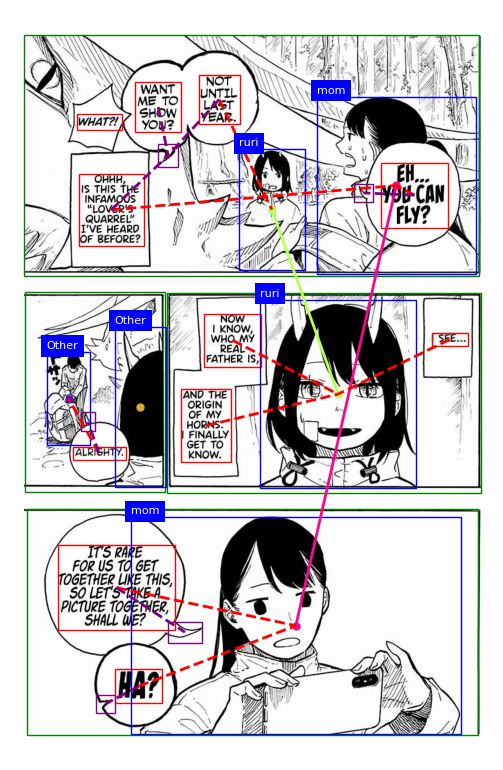 mom
EH...
YOU CAN
FLY?
NOT
UNTIL
LAST
YEAR.
WANT
ME TO
SHOW
YOU?
WHAT?!
ruri
OHHH,
IS THIS THE
INFAMOUS
"LOVER'S
QUARREL"
I'VE HEARD
OF BEFORE?
ruri
SEE...
NOW
I KNOW,
WHO MY
REAL
FATHER IS,
AND THE
ORIGIN
OF MY
HORNS.
I FINALLY
GET TO
KNOW.
Other
Other
ALRIGHTY.
mom
IT'S RARE
FOR US TO GET
TOGETHER LIKE THIS,
SO LET'S TAKE A
PICTURE TOGETHER,
SHALL WE?
HA?